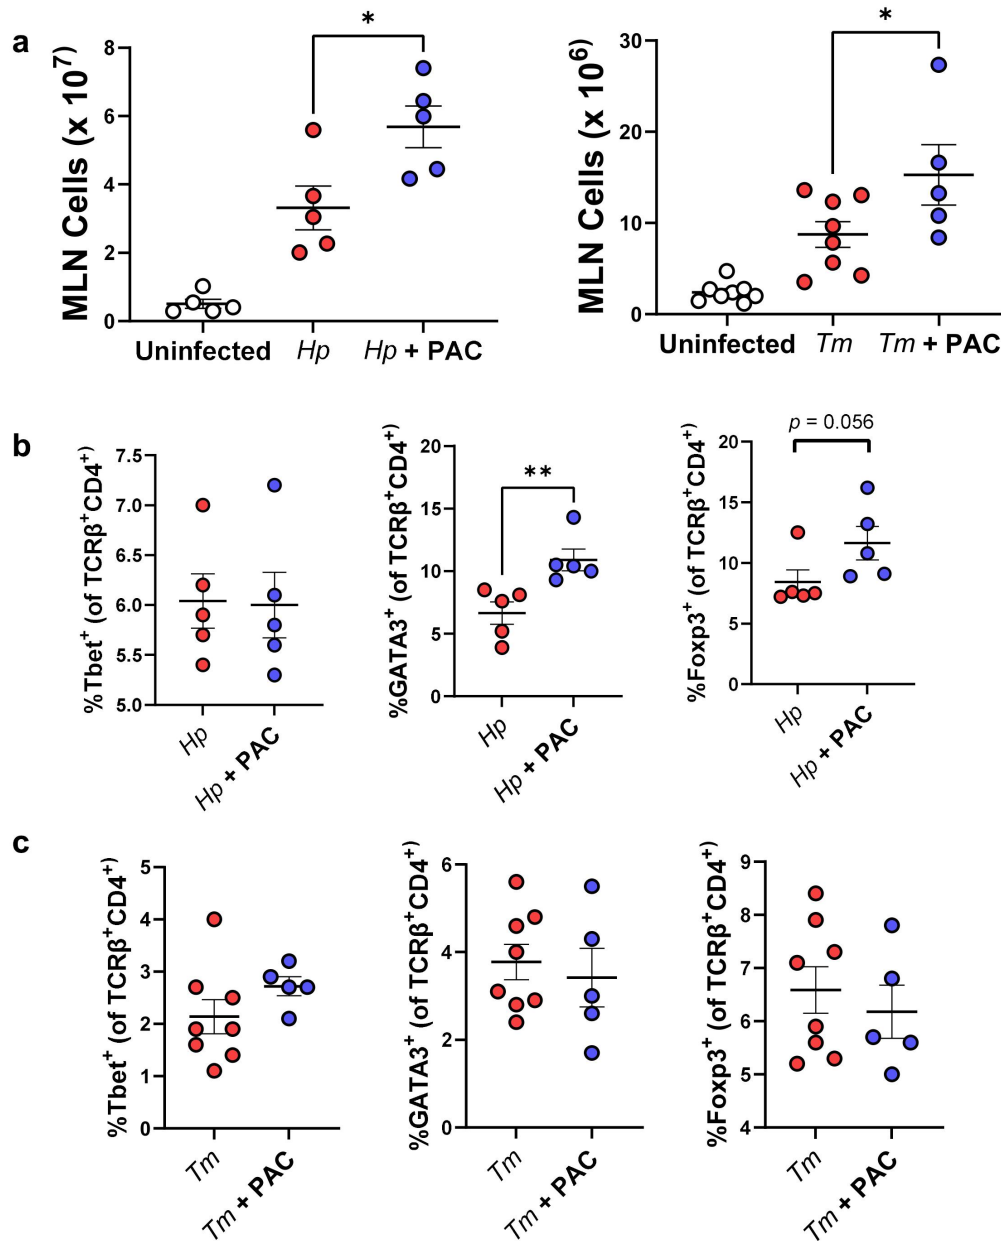 a
MLN Cells (x 10⁷)
8
6
4
2
0
*
Uninfected Hp Hp + PAC
MLN Cells (x 10⁶)
30
20
10
0
*
Uninfected Tm Tm + PAC
b
%Tbet⁺ (of TCRβ⁺CD4⁺)
7.5
7.0
6.5
6.0
5.5
5.0
Hp
Hp + PAC
%GATA3⁺ (of TCRβ⁺CD4⁺)
20
15
10
5
0
**
Hp
Hp + PAC
%Foxp3⁺ (of TCRβ⁺CD4⁺)
20
15
10
5
0
p = 0.056
Hp
Hp + PAC
c
%Tbet⁺ (of TCRβ⁺CD4⁺)
5
4
3
2
1
0
Tm
Tm + PAC
%GATA3⁺ (of TCRβ⁺CD4⁺)
6
4
2
0
Tm
Tm + PAC
%Foxp3⁺ (of TCRβ⁺CD4⁺)
9
8
7
6
5
4
Tm
Tm + PAC